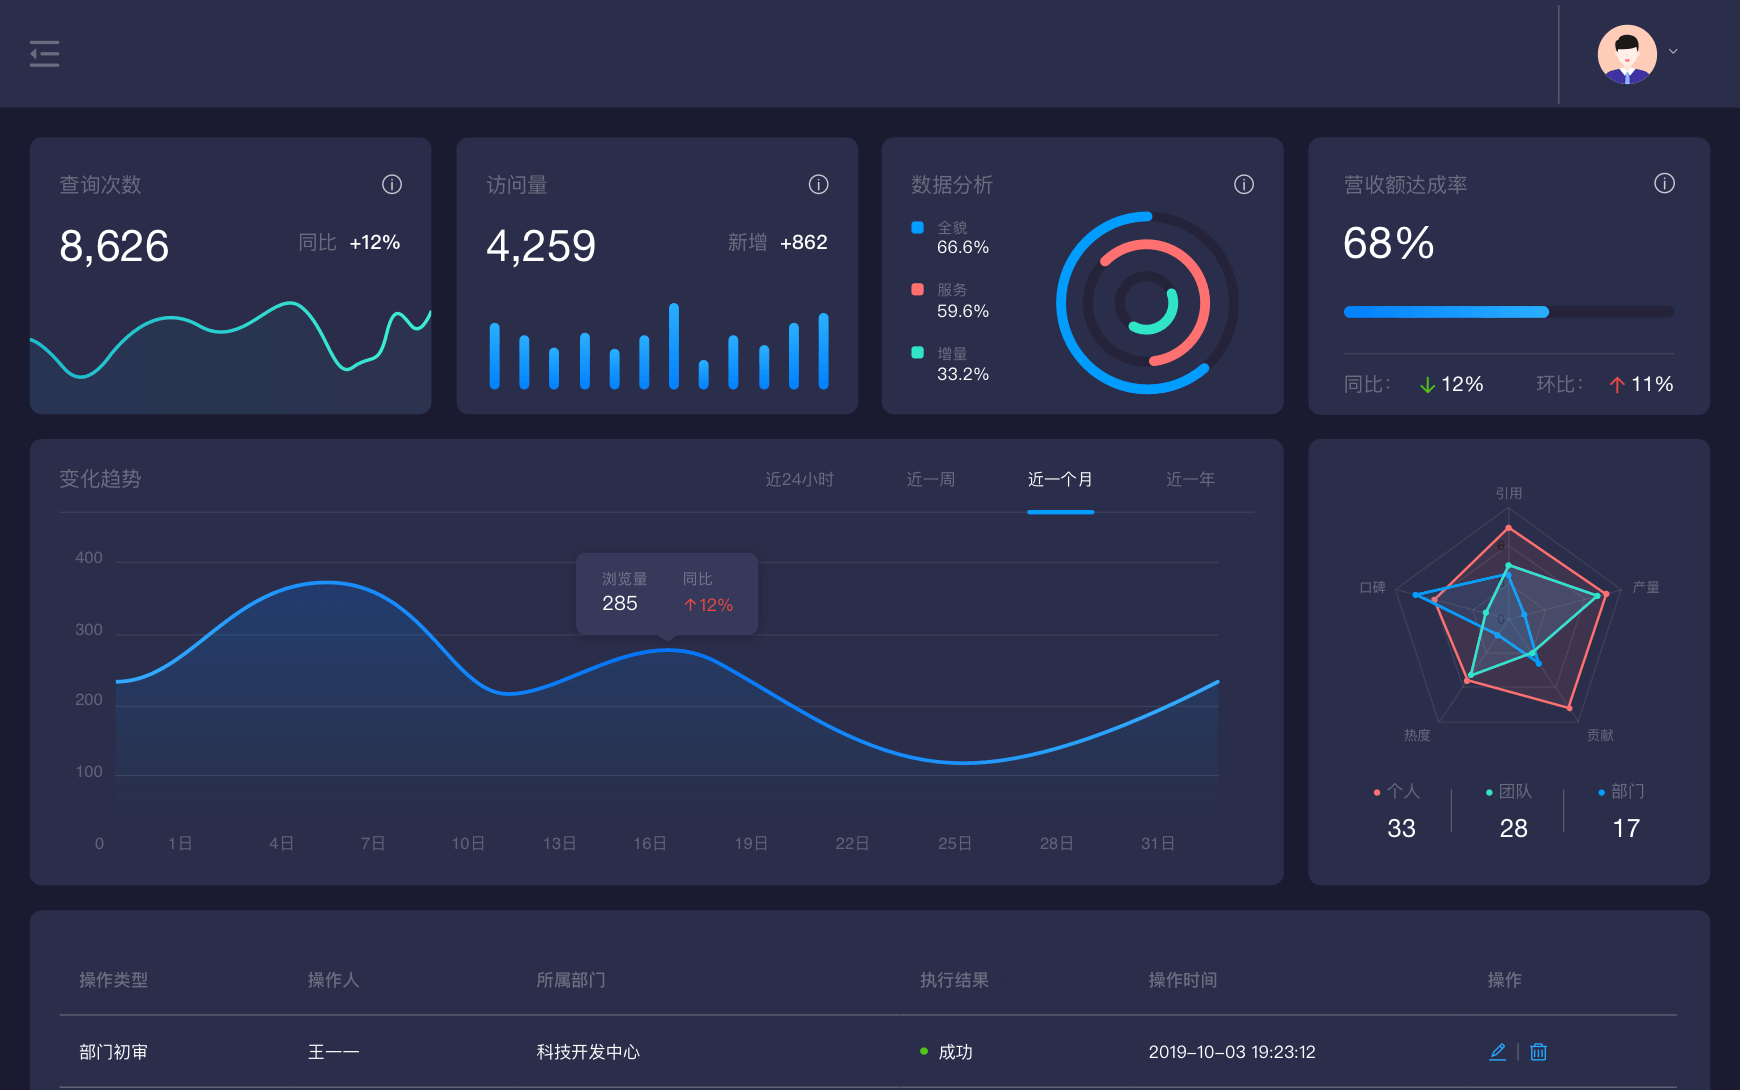 查询次数
8,626
同比 +12%
访问量
4,259
新增 +862
数据分析
全貌
66.6%
服务
59.6%
增量
33.2%
营收额达成率
68%
同比： 12% 环比： 11%
变化趋势
近24小时 近一周 近一个月 近一年
400
300
200
100
浏览量 同比
285 12%
0 1日 4日 7日 10日 13日 16日 19日 22日 25日 28日 31日
引用
产量
贡献
热度
口碑
6
0
个人 团队 部门
33 28 17
操作类型 操作人 所属部门 执行结果 操作时间 操作
部门初审 王一一 科技开发中心 成功 2019-10-03 19:23:12